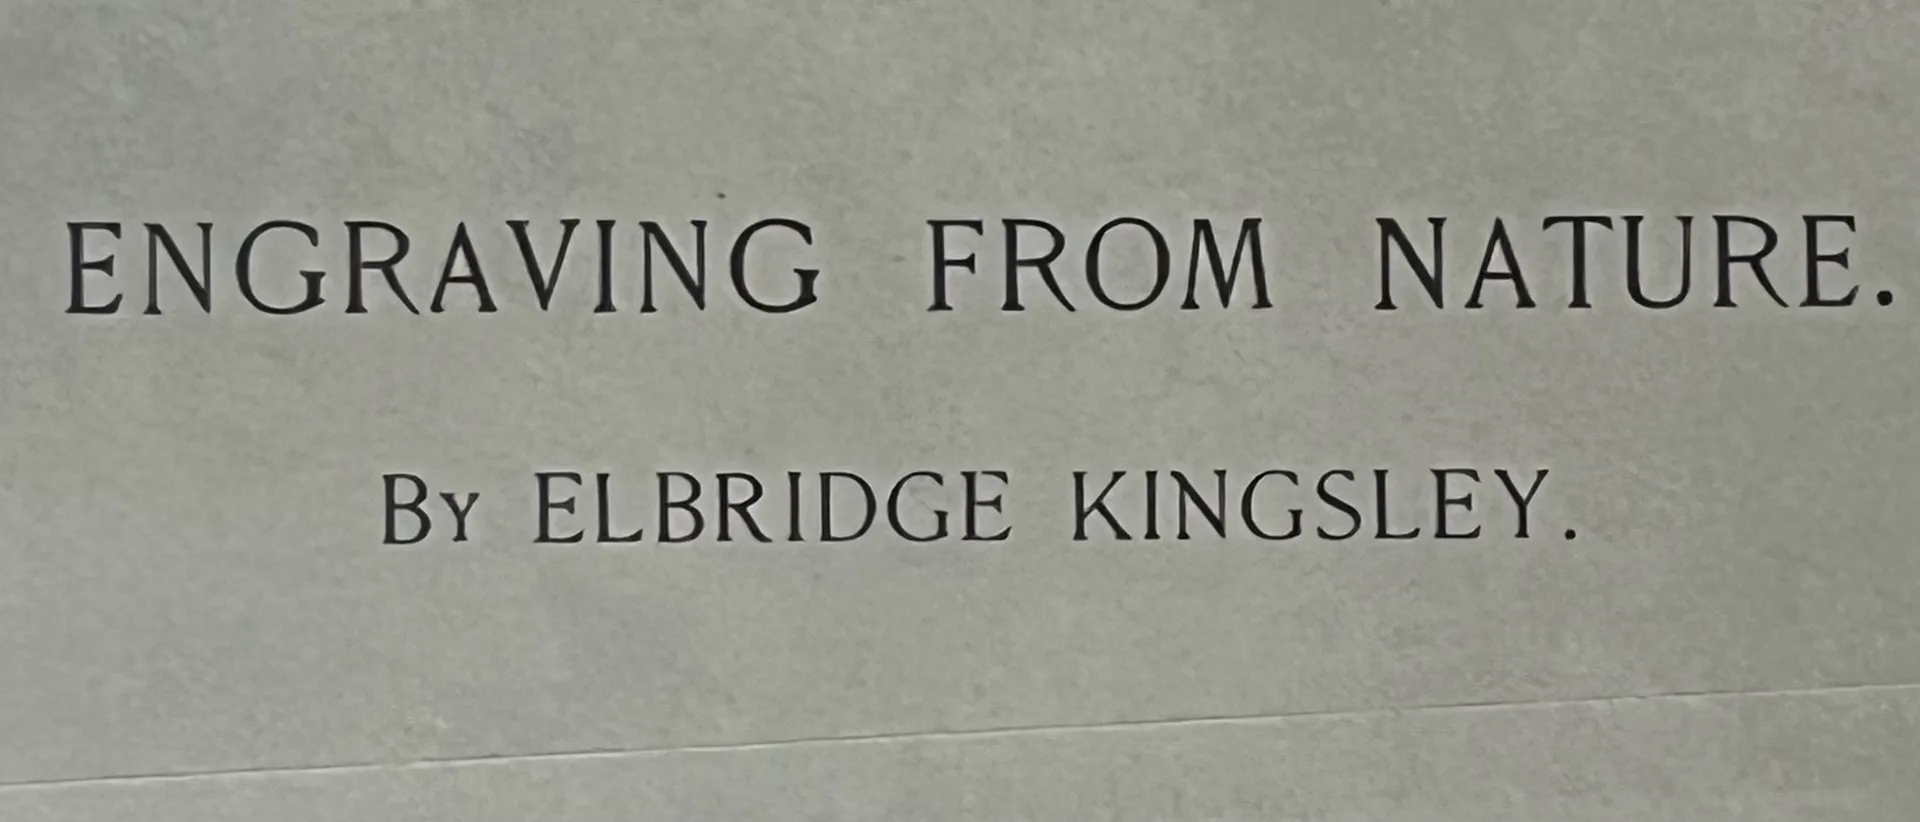 ENGRAVING FROM NATURE.
By ELBRIDGE KINGSLEY.